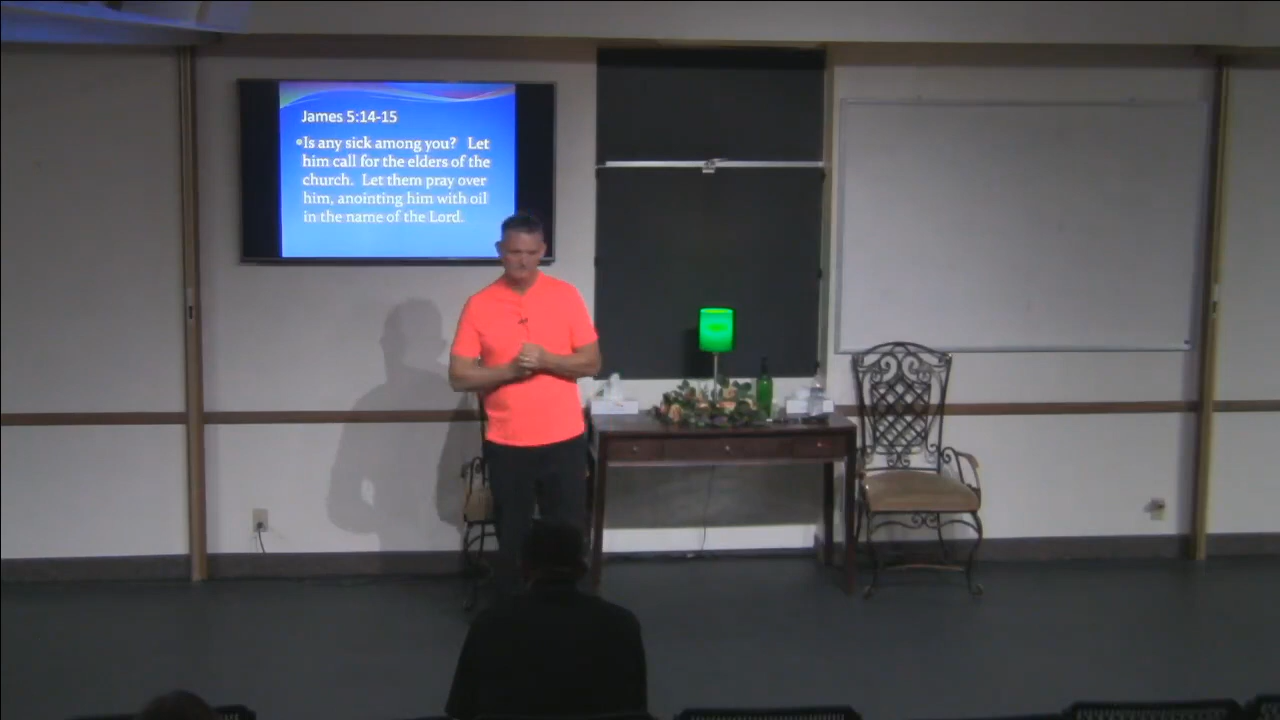 James 5:14-15
Is any sick among you? Let
him call for the elders of the
church. Let them pray over
him, anointing him with oil
in the name of the Lord.